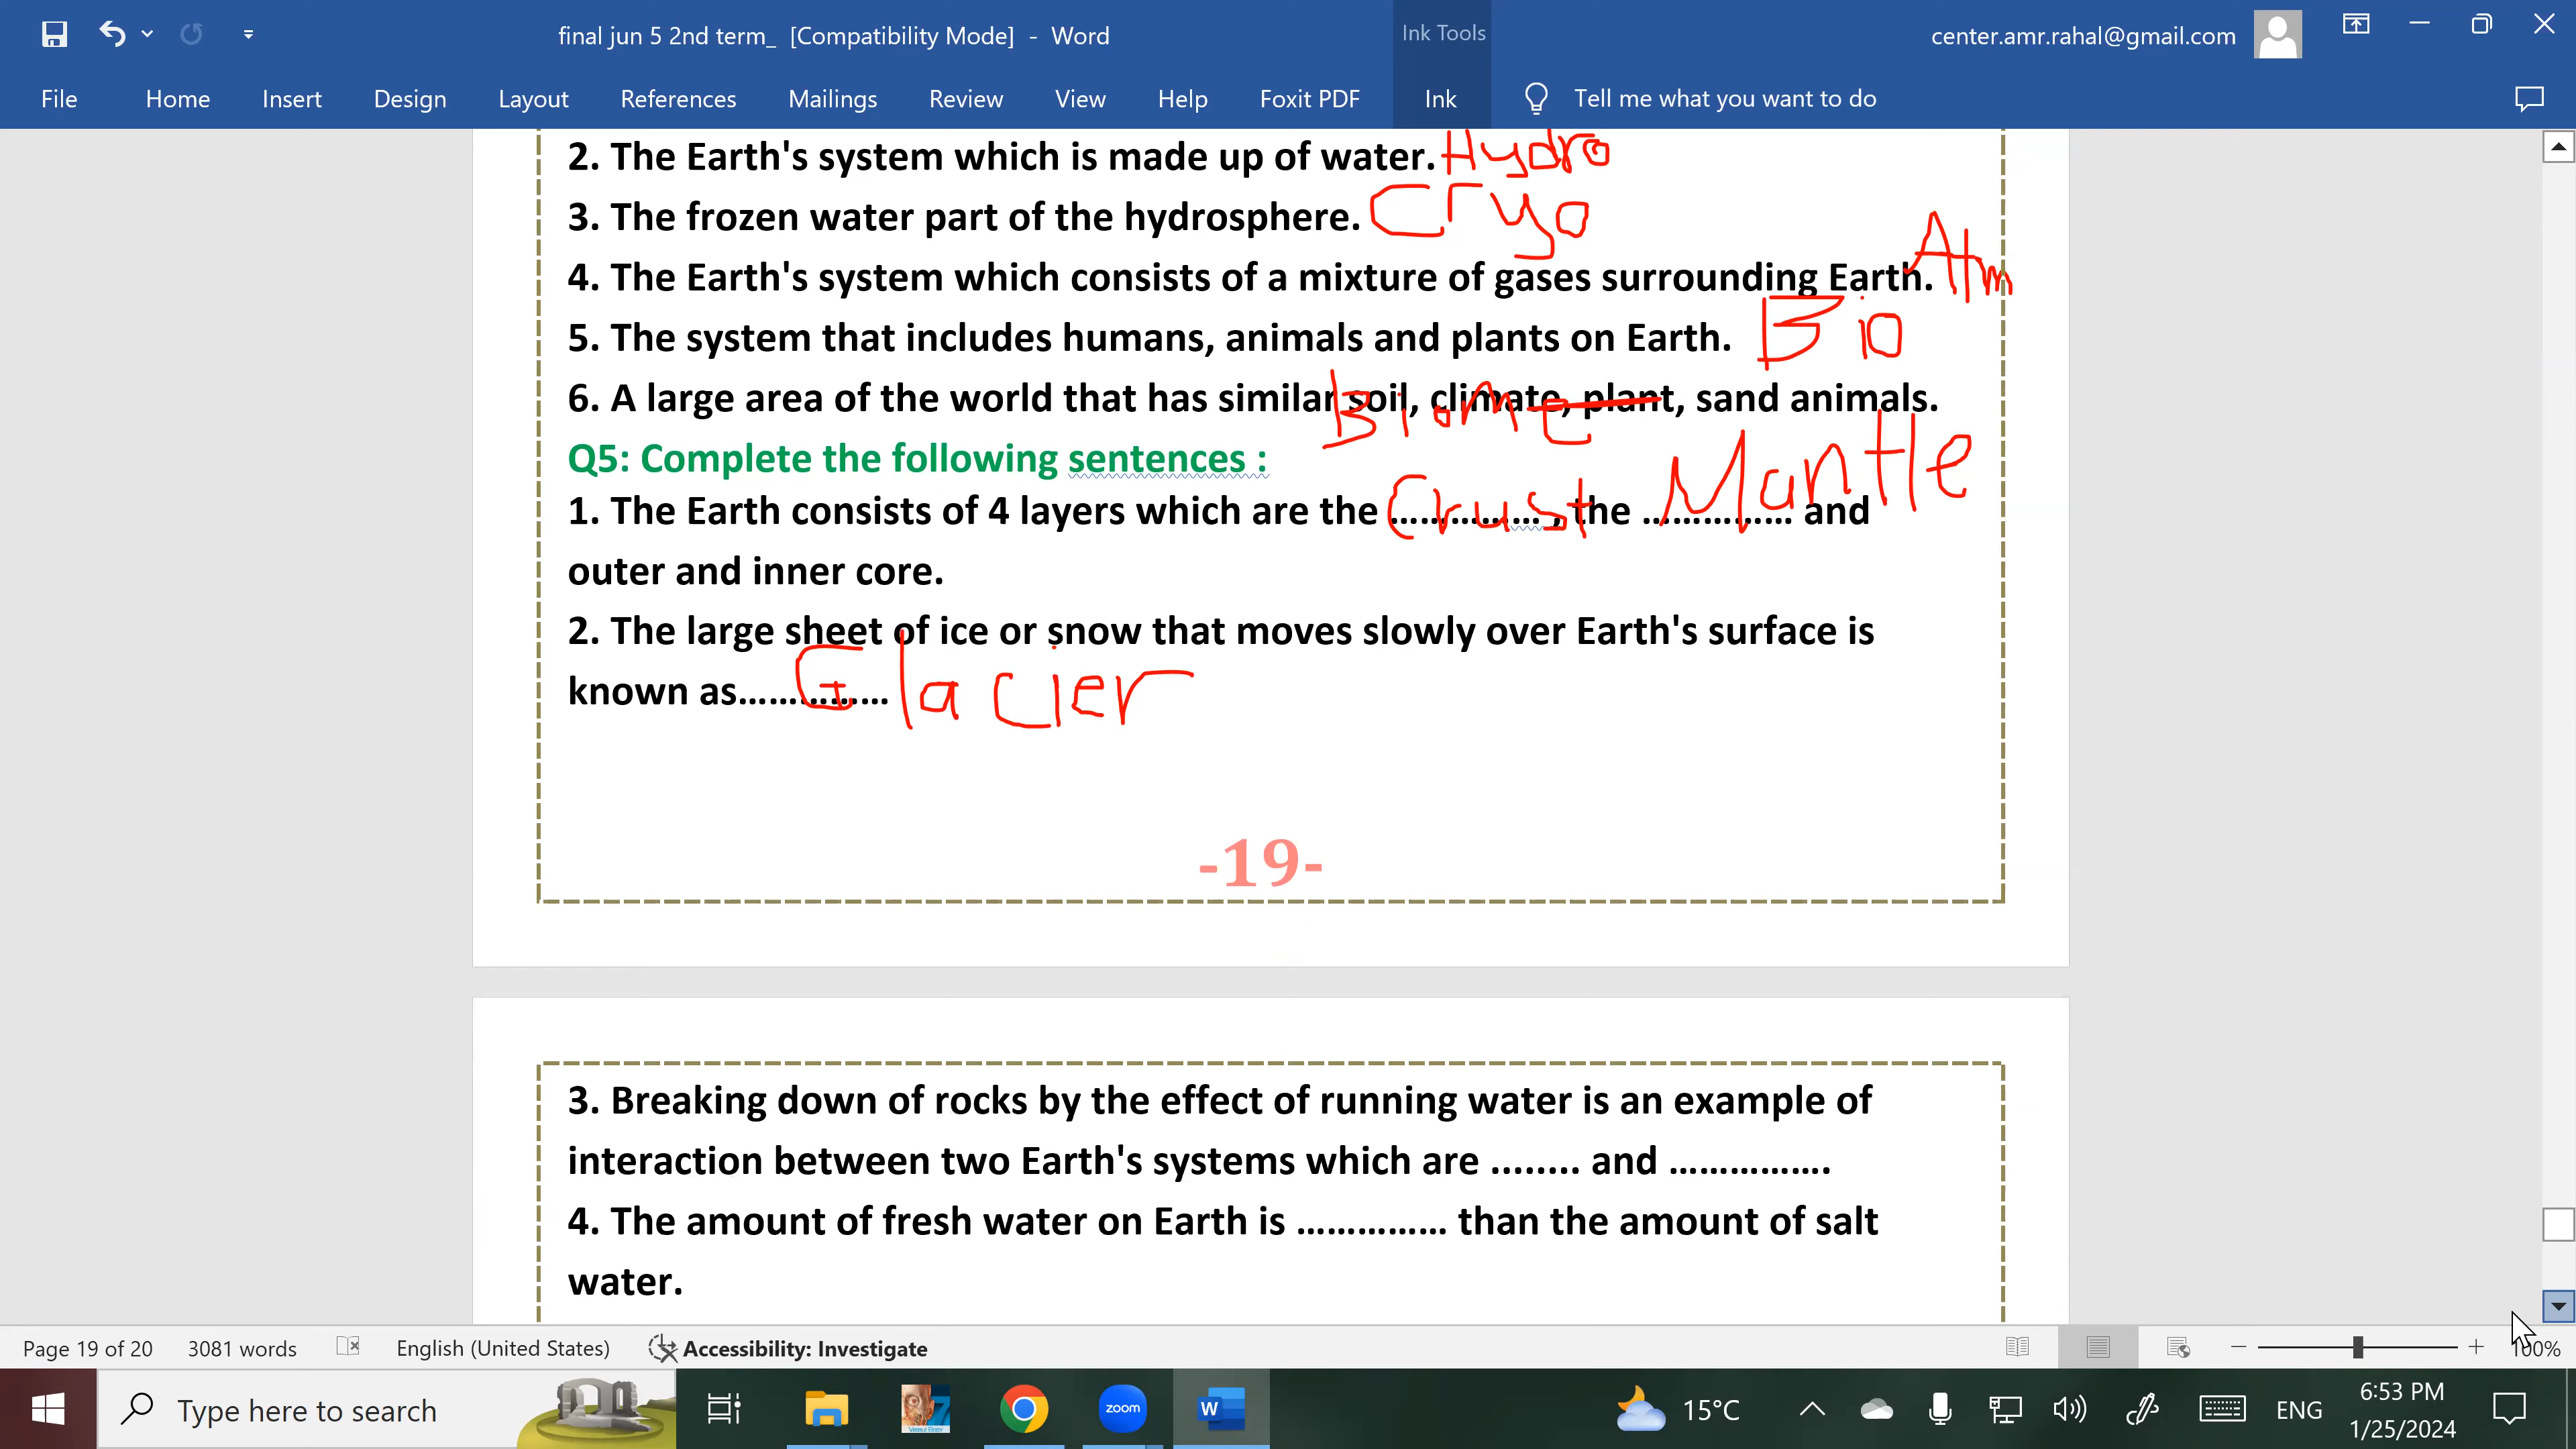 final jun 5 2nd term_ [Compatibility Mode] - Word
Ink Tools
center.amr.rahal@gmail.com
File Home Insert Design Layout References Mailings Review View Help Foxit PDF Ink Tell me what you want to do
2. The Earth's system which is made up of water. Hydro
3. The frozen water part of the hydrosphere. Cryo
4. The Earth's system which consists of a mixture of gases surrounding Earth. Atm
5. The system that includes humans, animals and plants on Earth. Bio
6. A large area of the world that has similar soil, climate, plant, sand animals.
Biome
Q5: Complete the following sentences :
1. The Earth consists of 4 layers which are the ............... , the ............... and
Crust Mantle
outer and inner core.
2. The large sheet of ice or snow that moves slowly over Earth's surface is
known as............... Glacier
-19-
3. Breaking down of rocks by the effect of running water is an example of
interaction between two Earth's systems which are ........ and ................
4. The amount of fresh water on Earth is ............... than the amount of salt
water.
Page 19 of 20 3081 words English (United States) Accessibility: Investigate 100%
Type here to search zoom W 15°C ENG 6:53 PM
1/25/2024